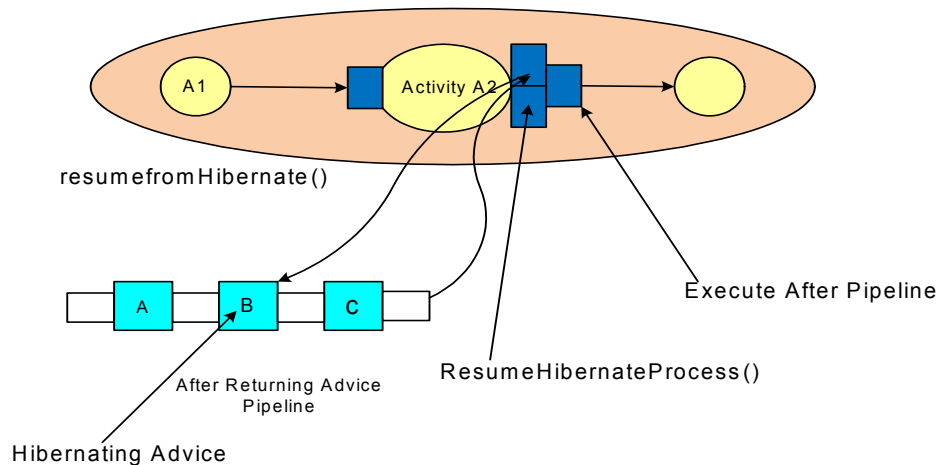 A1
Activity A2
resumefromHibernate()
A
B
C
Execute After Pipeline
ResumeHibernateProcess()
After Returning Advice
Pipeline
Hibernating Advice